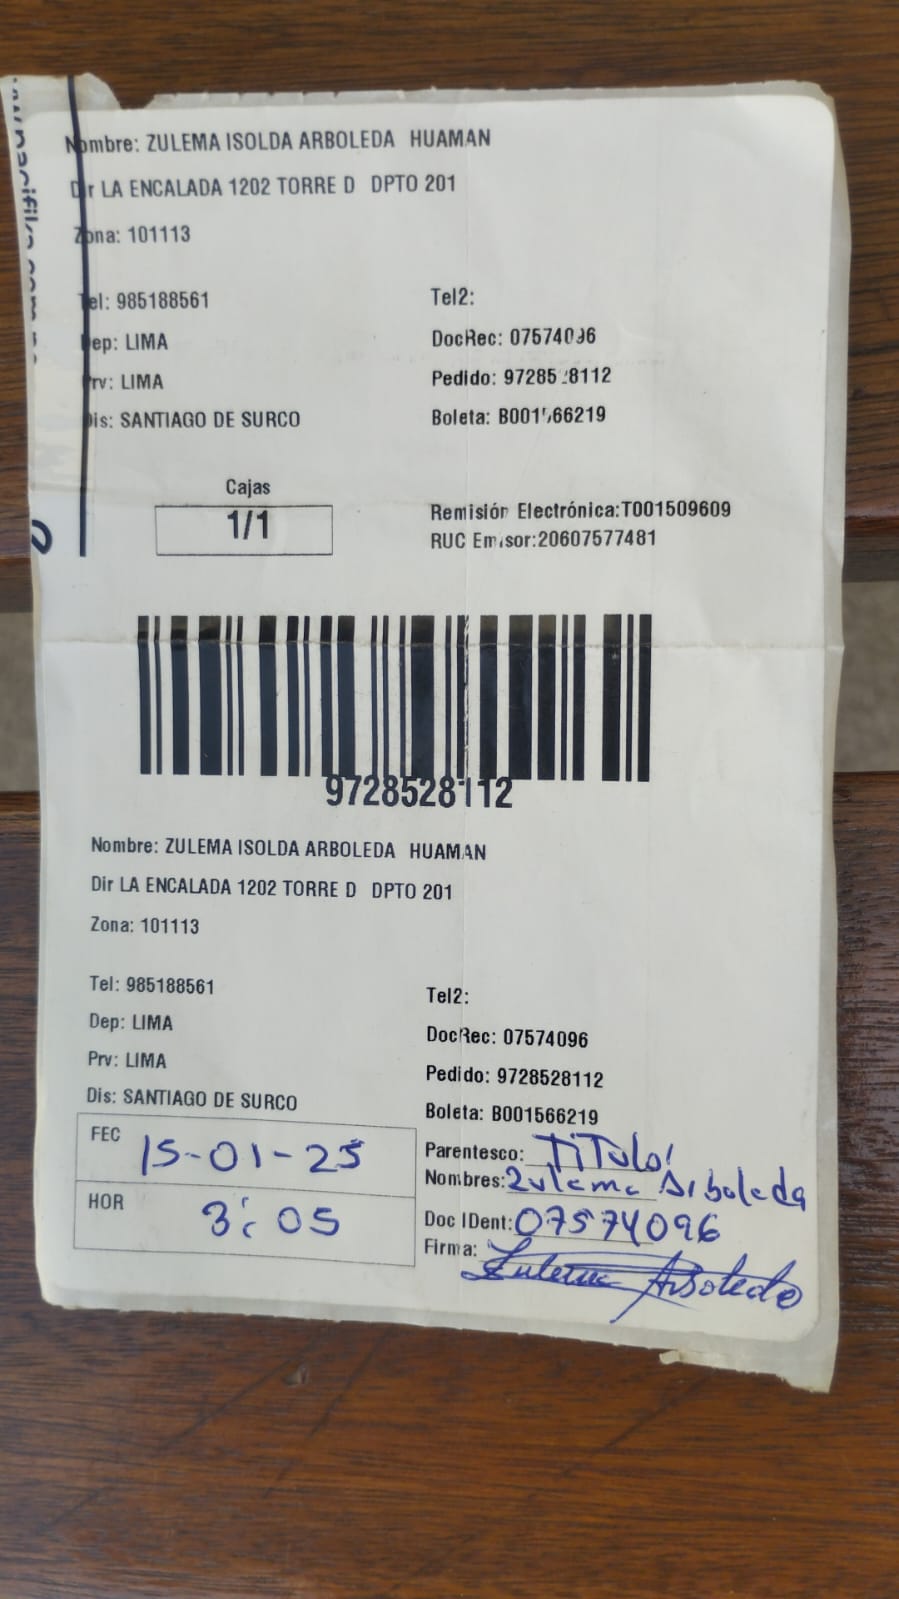 Nombre: ZULEMA ISOLDA ARBOLEDA HUAMAN
Dir LA ENCALADA 1202 TORRE D DPTO 201
Zona: 101113
Tel: 985188561
Tel2:
Dep: LIMA
DocRec: 07574096
Prv: LIMA
Pedido: 9728528112
Dis: SANTIAGO DE SURCO
Boleta: B001566219
Cajas
1/1
Remisión Electrónica:T001509609
RUC Emisor:20607577481
9728528112
Nombre: ZULEMA ISOLDA ARBOLEDA HUAMAN
Dir LA ENCALADA 1202 TORRE D DPTO 201
Zona: 101113
Tel: 985188561
Tel2:
Dep: LIMA
DocRec: 07574096
Prv: LIMA
Pedido: 9728528112
Dis: SANTIAGO DE SURCO
Boleta: B001566219
FEC 15-01-25
Parentesco: TiTular
Nombres: Zulema Arboleda
HOR 3:05
Doc IDent: 07574096
Firma: Zulema Arboleda